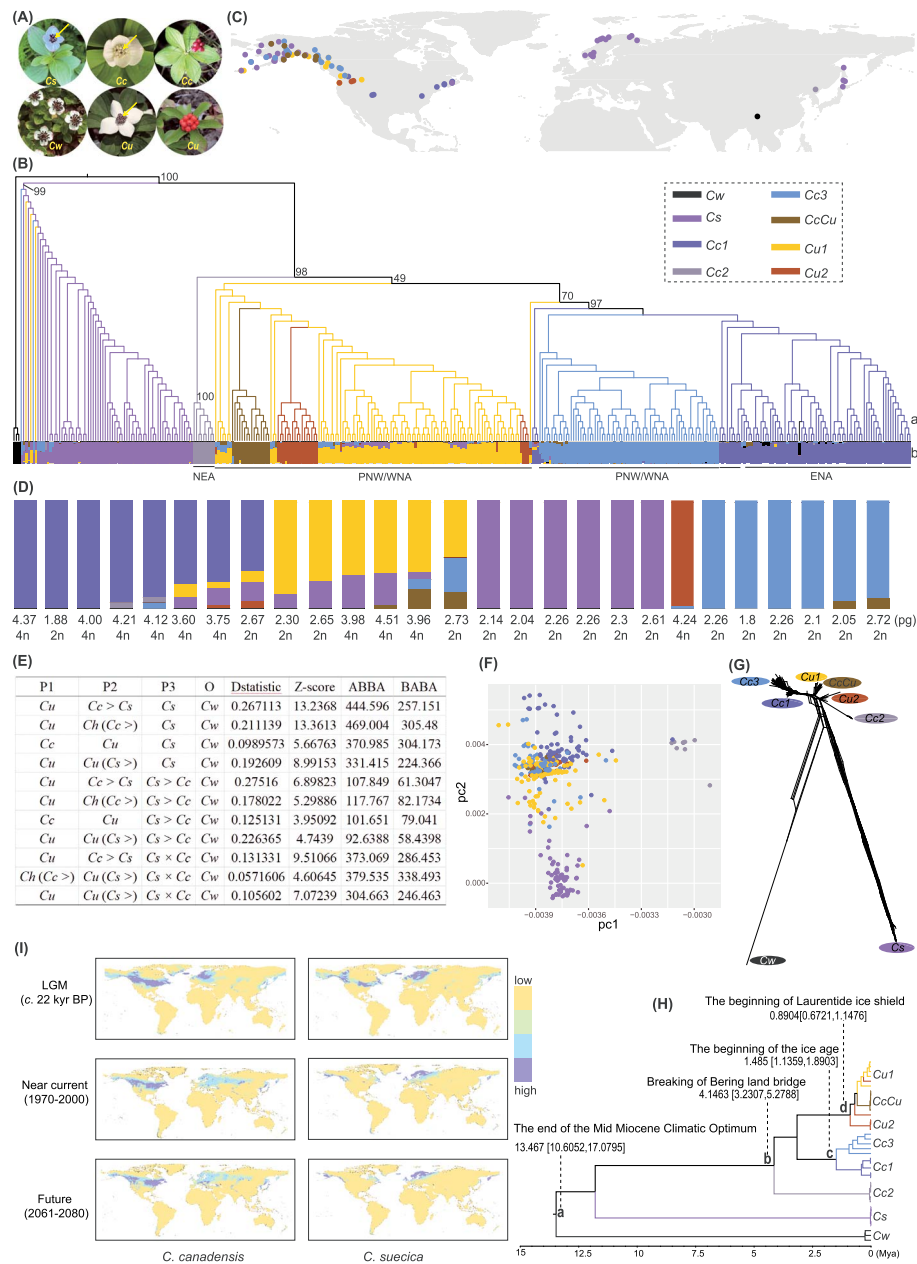 (A)
Cs
Cc
Cc
Cw
Cu
Cu
(C)
(B)
100
99
98
49
70
97
100
Cw
Cs
Cc1
Cc2
Cc3
CcCu
Cu1
Cu2
a
b
NEA
PNW/WNA
PNW/WNA
ENA
(D)
4.37 1.88 4.00 4.21 4.12 3.60 3.75 2.67 2.30 2.65 3.98 4.51 3.96 2.73 2.14 2.04 2.26 2.26 2.3 2.61 4.24 2.26 1.8 2.26 2.1 2.05 2.72 (pg)
4n 2n 4n 4n 4n 4n 4n 2n 2n 2n 4n 4n 4n 2n 2n 2n 2n 2n 2n 2n 4n 2n 2n 2n 2n 2n 2n
(E)
P1 P2 P3 O Dstatistic Z-score ABBA BABA
Cu Cc > Cs Cs Cw 0.267113 13.2368 444.596 257.151
Cu Ch (Cc >) Cs Cw 0.211139 13.3613 469.004 305.48
Cc Cu Cs Cw 0.0989573 5.66763 370.985 304.173
Cu Cu (Cs >) Cs Cw 0.192609 8.99153 331.415 224.366
Cu Cc > Cs Cs > Cc Cw 0.27516 6.89823 107.849 61.3047
Cu Ch (Cc >) Cs > Cc Cw 0.178022 5.29886 117.767 82.1734
Cc Cu Cs > Cc Cw 0.125131 3.95092 101.651 79.041
Cu Cu (Cs >) Cs > Cc Cw 0.226365 4.7439 92.6388 58.4398
Cu Cc > Cs Cs × Cc Cw 0.131331 9.51066 373.069 286.453
Ch (Cc >) Cu (Cs >) Cs × Cc Cw 0.0571606 4.60645 379.535 338.493
Cu Cu (Cs >) Cs × Cc Cw 0.105602 7.07239 304.663 246.463
(F)
pc2
0.004
0.002
0.000
−0.0039 −0.0036 −0.0033 −0.0030
pc1
(G)
Cc3
Cu1
CcCu
Cc1
Cu2
Cc2
Cs
Cw
(I)
LGM
(c. 22 kyr BP)
Near current
(1970-2000)
Future
(2061-2080)
C. canadensis
C. suecica
low
high
(H)
The beginning of Laurentide ice shield
0.8904[0.6721,1.1476]
The beginning of the ice age
1.485 [1.1359,1.8903]
Breaking of Bering land bridge
4.1463 [3.2307,5.2788]
The end of the Mid Miocene Climatic Optimum
13.467 [10.6052,17.0795]
a
b
c
d
Cu1
CcCu
Cu2
Cc3
Cc1
Cc2
Cs
Cw
15 12.5 10 7.5 5 2.5 0 (Mya)